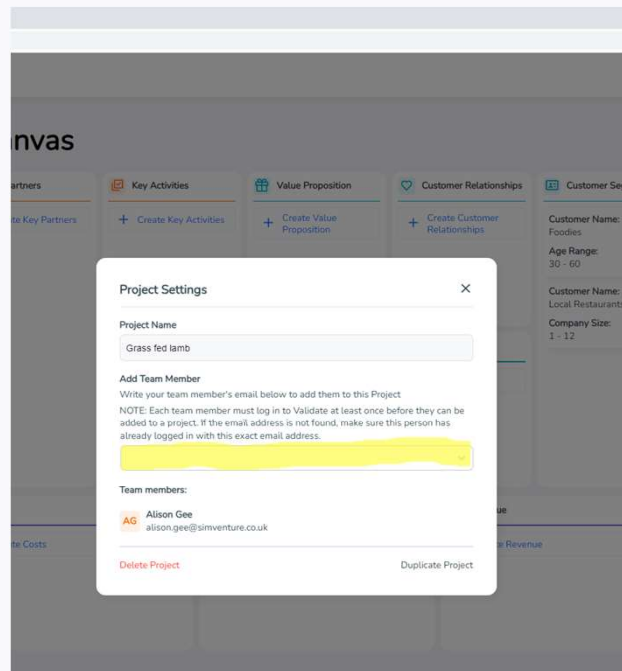 nvas
artners
Key Activities
Value Proposition
Customer Relationships
Customer Se
te Key Partners
+ Create Key Activities
+ Create Value
Proposition
+ Create Customer
Relationships
Customer Name:
Foodies
Age Range:
30 - 60
Customer Name:
Local Restaurants
Company Size:
1 - 12
Project Settings
Project Name
Grass fed lamb
Add Team Member
Write your team member's email below to add them to this Project
NOTE: Each team member must log in to Validate at least once before they can be
added to a project. If the email address is not found, make sure this person has
already logged in with this exact email address.
Team members:
AG
Alison Gee
alison.gee@simventure.co.uk
Delete Project
Duplicate Project
ue
te Costs
e Revenue